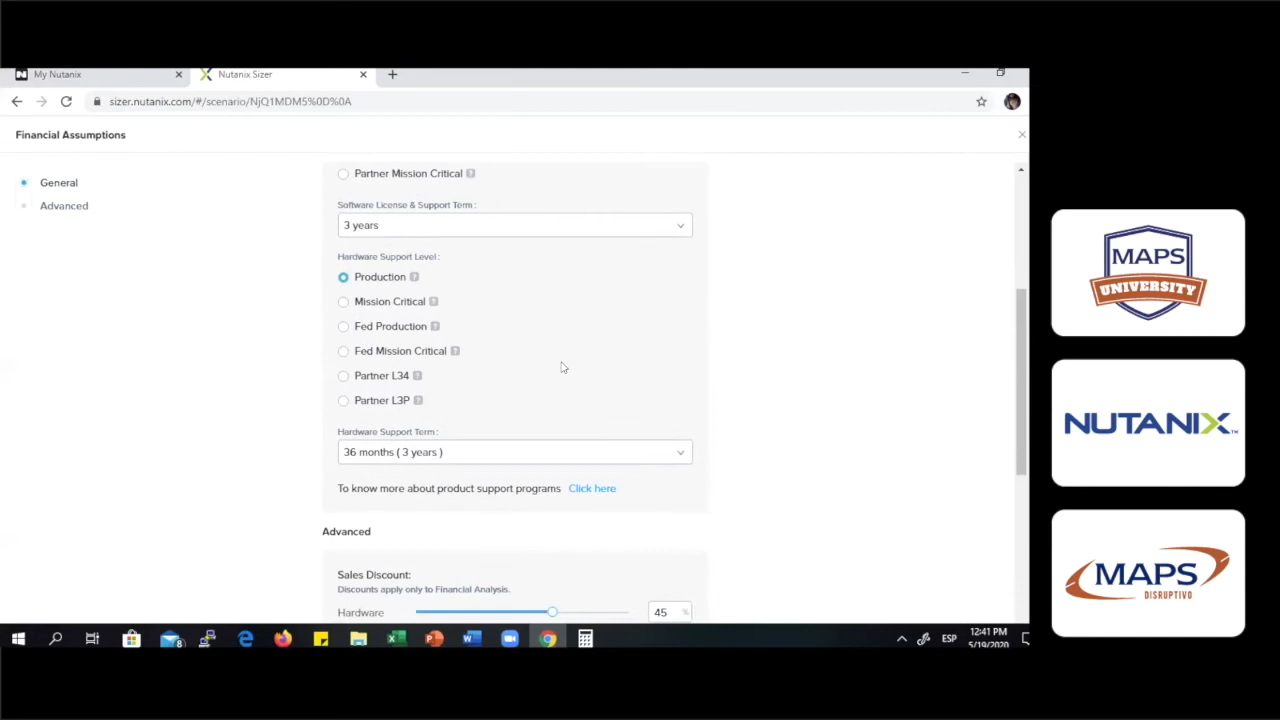 My Nutanix
Nutanix Sizer
sizer.nutanix.com/#/scenario/NjQ1MDM5%0D%0A
Financial Assumptions
General
Advanced
Partner Mission Critical ?
Software License & Support Term :
3 years
Hardware Support Level :
Production ?
Mission Critical ?
Fed Production ?
Fed Mission Critical ?
Partner L34 ?
Partner L3P ?
Hardware Support Term :
36 months ( 3 years )
To know more about product support programs Click here
Advanced
Sales Discount:
Discounts apply only to Financial Analysis.
Hardware 45 %
8
ESP
12:41 PM
5/19/2020
MAPS
UNIVERSITY
NUTANIX™
MAPS
DISRUPTIVO